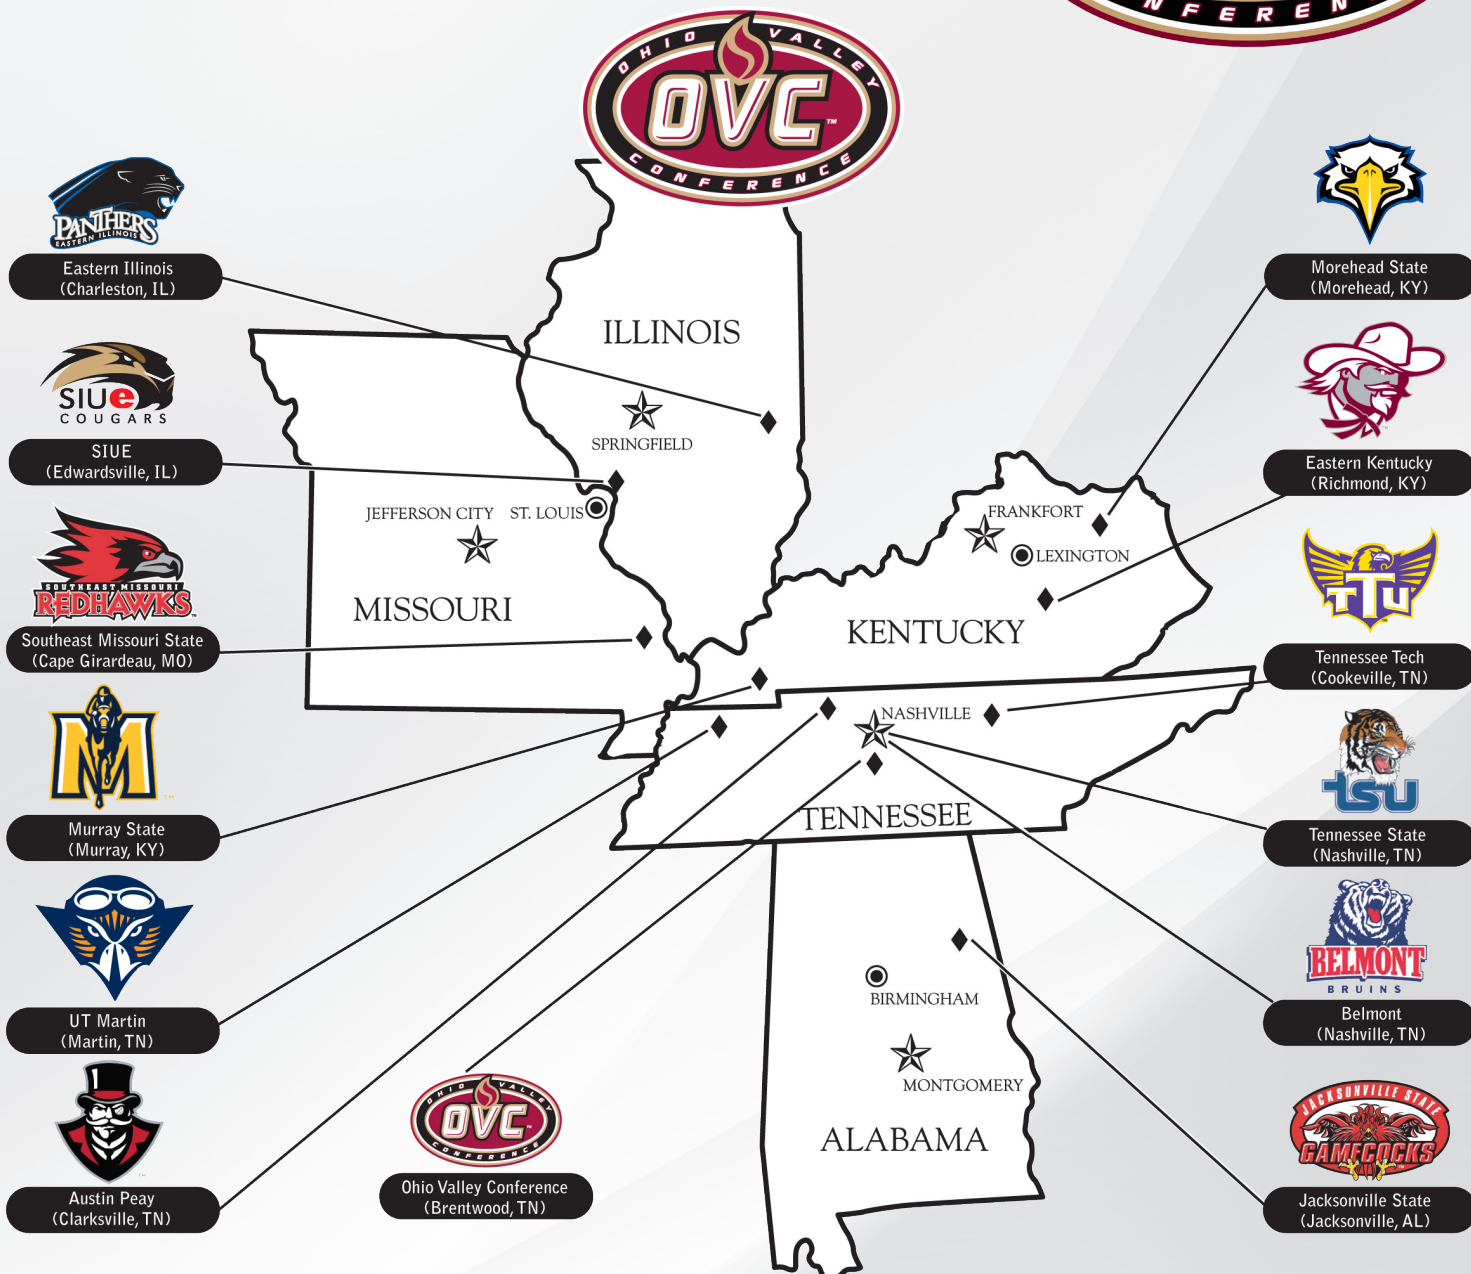 NFEREN
OHIO VALLEY
OVC™
CONFERENCE
PANTHERS
EASTERN ILLINOIS
Eastern Illinois
(Charleston, IL)
SIUe
COUGARS
SIUE
(Edwardsville, IL)
SOUTHEAST MISSOURI
REDHAWKS™
Southeast Missouri State
(Cape Girardeau, MO)
M
TM
Murray State
(Murray, KY)
UT Martin
(Martin, TN)
Austin Peay
(Clarksville, TN)
OHIO VALLEY
OVC™
CONFERENCE
Ohio Valley Conference
(Brentwood, TN)
ILLINOIS
SPRINGFIELD
JEFFERSON CITY
ST. LOUIS
MISSOURI
FRANKFORT
LEXINGTON
KENTUCKY
NASHVILLE
TENNESSEE
BIRMINGHAM
MONTGOMERY
ALABAMA
Morehead State
(Morehead, KY)
Eastern Kentucky
(Richmond, KY)
TTU
Tennessee Tech
(Cookeville, TN)
tsu
Tennessee State
(Nashville, TN)
BELMONT
BRUINS
Belmont
(Nashville, TN)
JACKSONVILLE STATE
GAMECOCKS
Jacksonville State
(Jacksonville, AL)